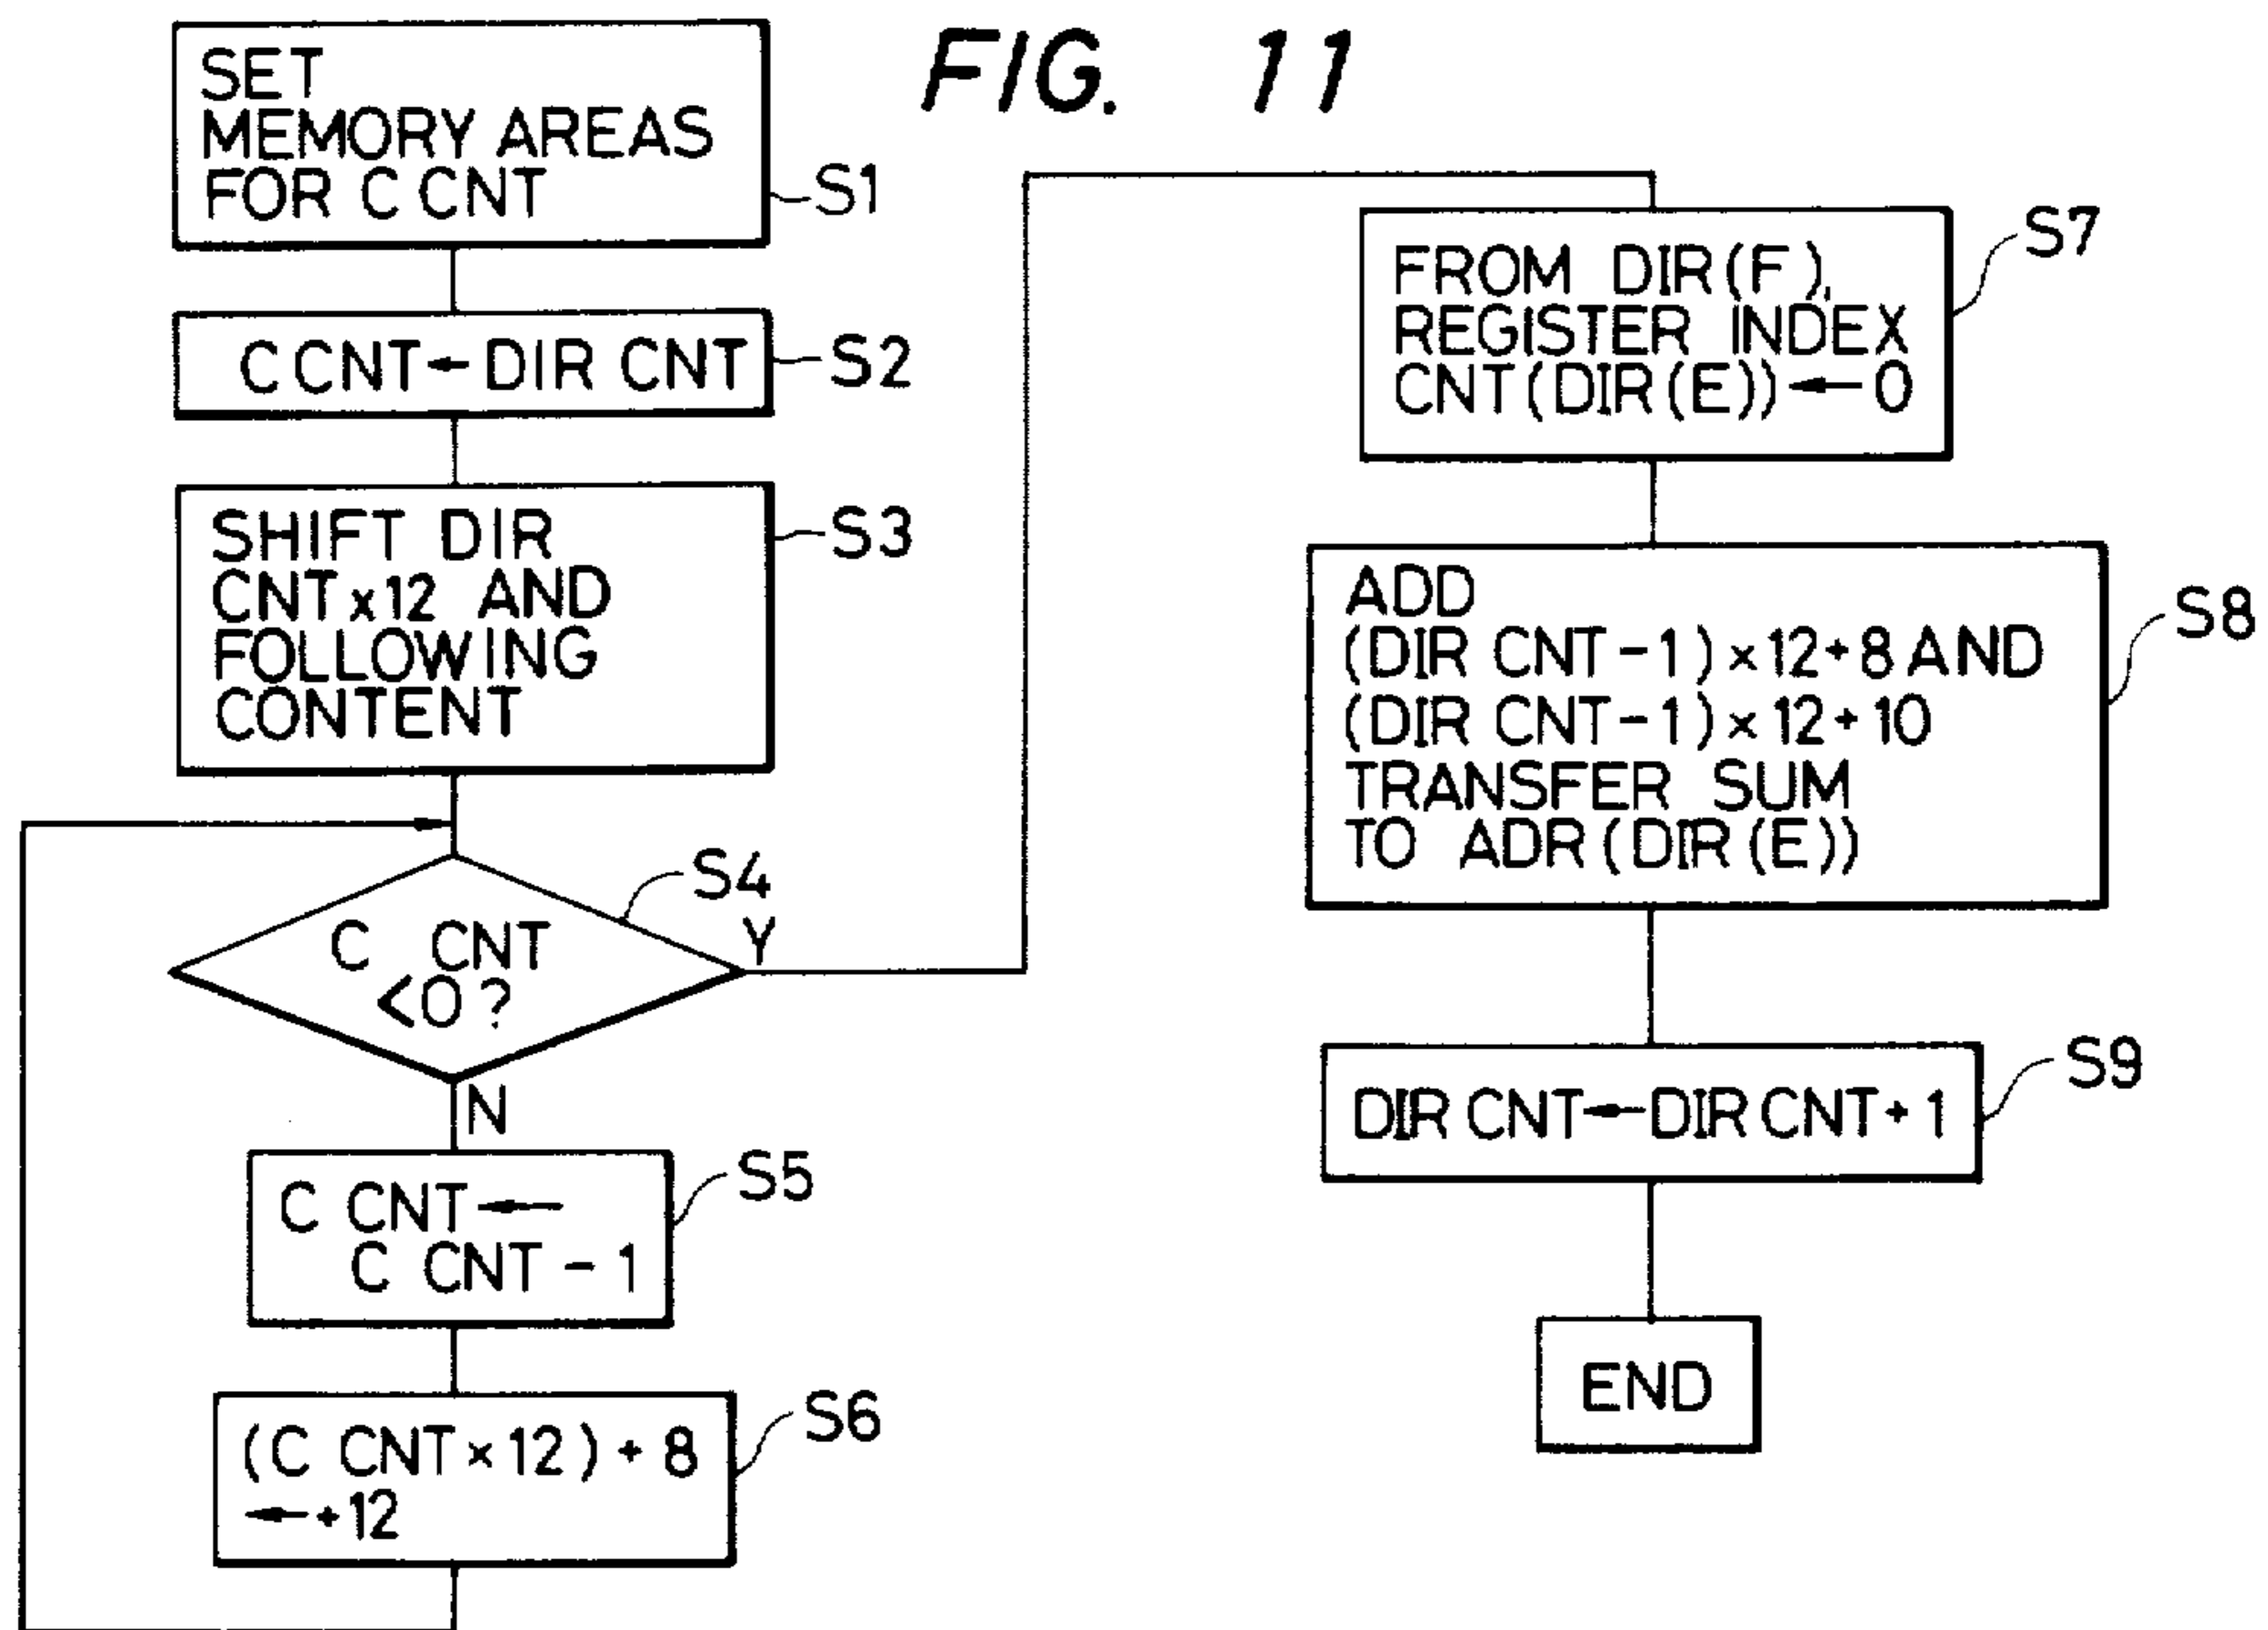 FIG. 11
SET
MEMORY AREAS
FOR C CNT
S1
C CNT ← DIR CNT
S2
SHIFT DIR
CNT x 12 AND
FOLLOWING
CONTENT
S3
C CNT
<0?
S4
Y
N
C CNT ←
C CNT - 1
S5
(C CNT × 12) + 8
← +12
S6
FROM DIR(F),
REGISTER INDEX
CNT(DIR(E)) ← 0
S7
ADD
(DIR CNT - 1) × 12 + 8 AND
(DIR CNT - 1) × 12 + 10
TRANSFER SUM
TO ADR(DIR(E))
S8
DIR CNT ← DIR CNT + 1
S9
END